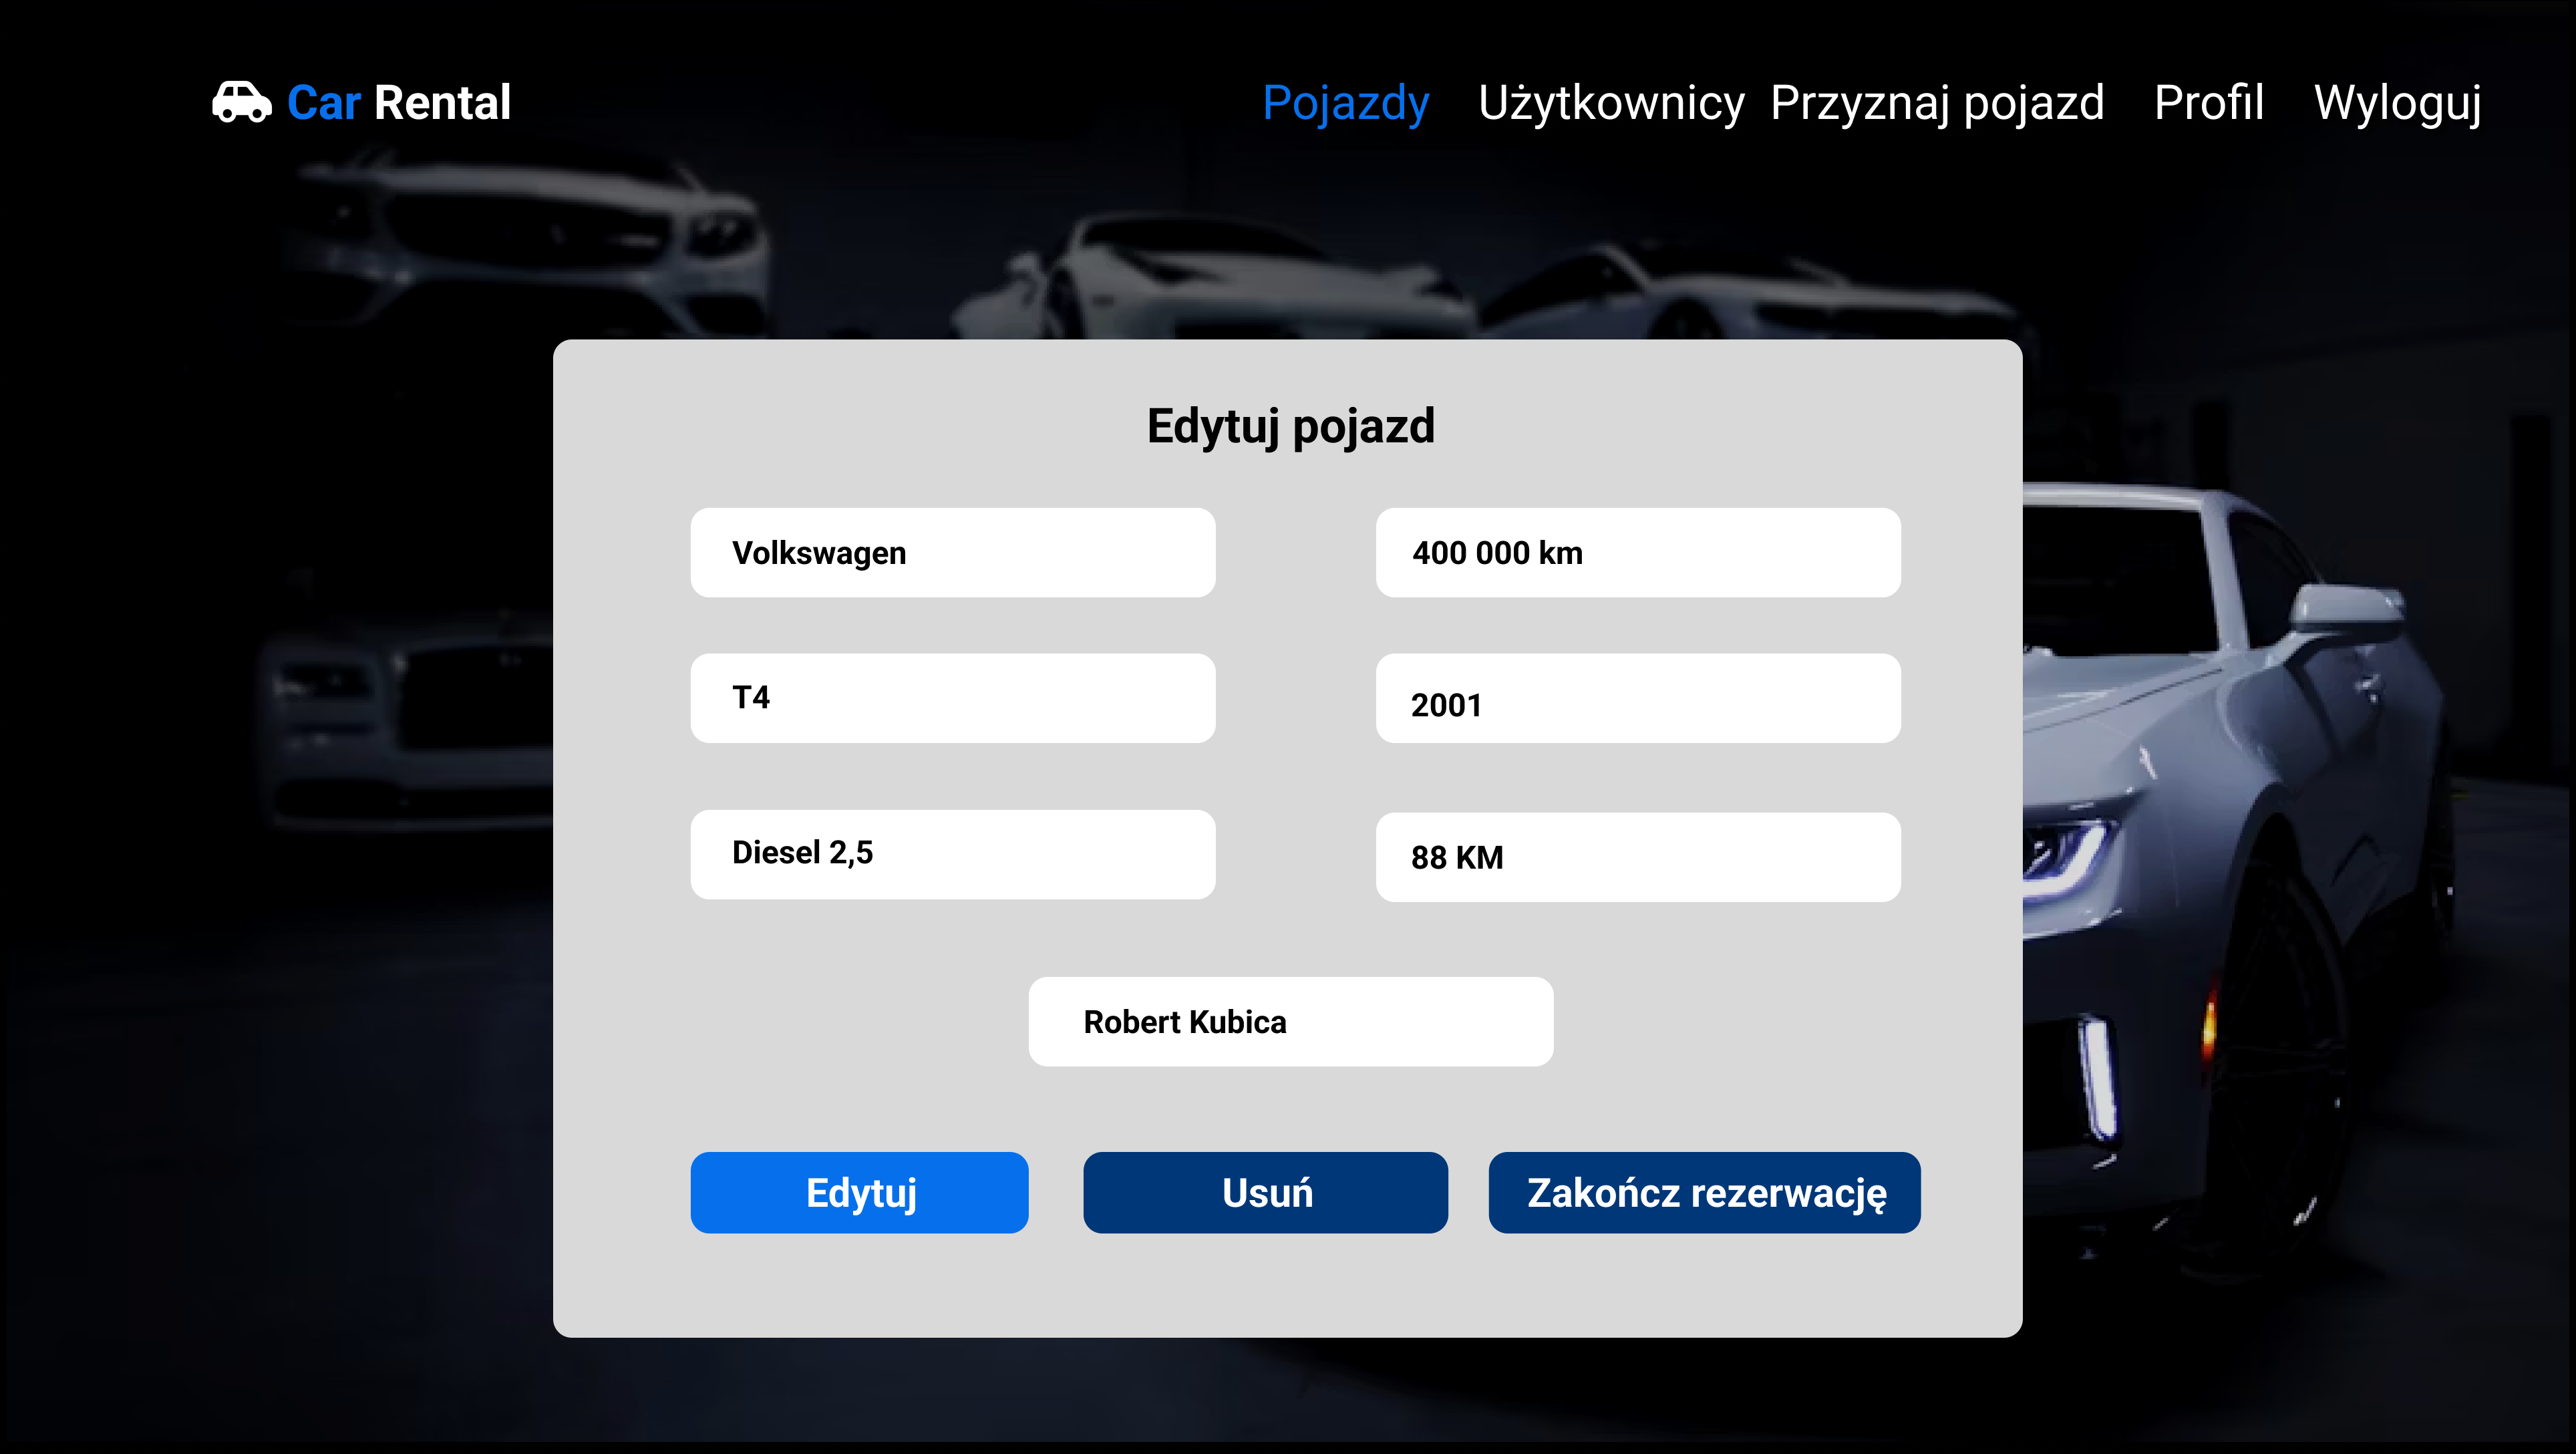 Car Rental
Pojazdy Użytkownicy Przyznaj pojazd Profil Wyloguj
Edytuj pojazd
Volkswagen
400 000 km
T4
2001
Diesel 2,5
88 KM
Robert Kubica
Edytuj
Usuń
Zakończ rezerwację